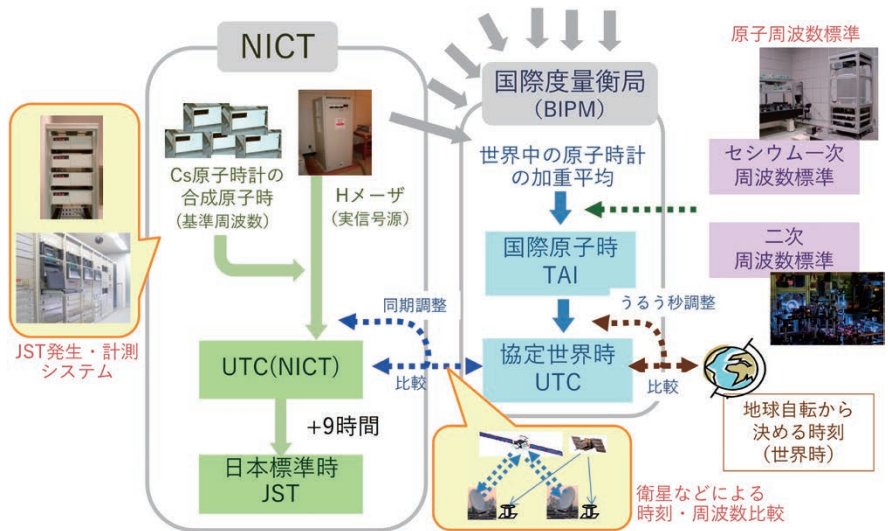 NICT
Cs原子時計の
合成原子時
(基準周波数)
Hメーザ
(実信号源)
JST発生・計測
システム
UTC(NICT)
+9時間
日本標準時
JST
同期調整
比較
国際度量衡局
(BIPM)
世界中の原子時計
の加重平均
国際原子時
TAI
うるう秒調整
協定世界時
UTC
比較
原子周波数標準
セシウム一次
周波数標準
二次
周波数標準
地球自転から
決める時刻
(世界時)
衛星などによる
時刻・周波数比較